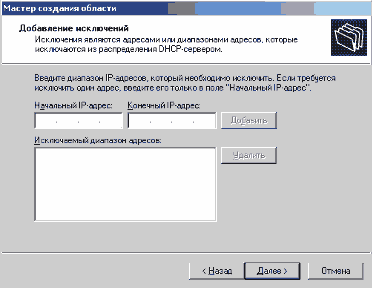 Мастер создания области
Добавление исключений
Исключения являются адресами или диапазонами адресов, которые
исключаются из распределения DHCP-сервером.
Введите диапазон IP-адресов, который необходимо исключить. Если требуется
исключить один адрес, введите его только в поле "Начальный IP-адрес".
Начальный IP-адрес: Конечный IP-адрес:
Добавить
Исключаемый диапазон адресов:
Удалить
< Назад Далее > Отмена